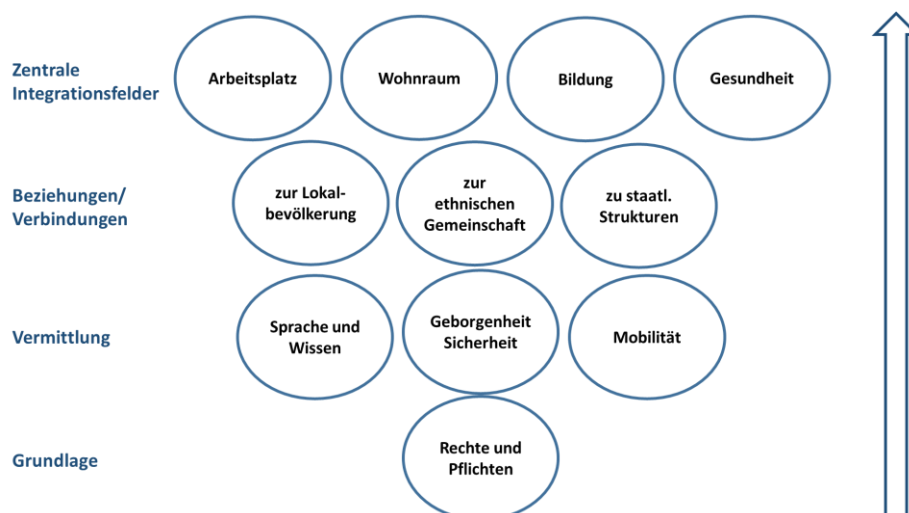 Zentrale
Integrationsfelder
Arbeitsplatz
Wohnraum
Bildung
Gesundheit
Beziehungen/
Verbindungen
zur Lokal-
bevölkerung
zur
ethnischen
Gemeinschaft
zu staatl.
Strukturen
Vermittlung
Sprache und
Wissen
Geborgenheit
Sicherheit
Mobilität
Grundlage
Rechte und
Pflichten